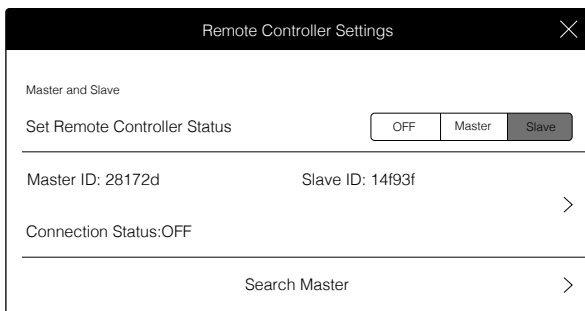 Remote Controller Settings
Master and Slave
Set Remote Controller Status OFF Master Slave
Master ID: 28172d Slave ID: 14f93f
Connection Status:OFF
Search Master